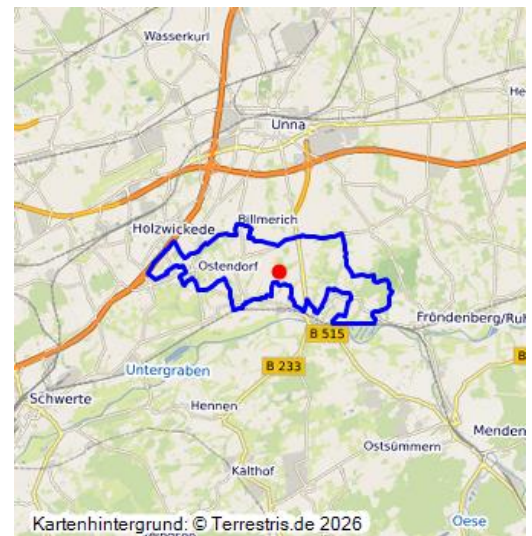 Wasserkurl
Unna
He
Billmerich
Holzwickede
Ostendorf
Fröndenberg/Ruh
B 515
Untergraben
B 233
B
Schwerte
Hennen
Menden
Ostsümmern
Kalthof
Oese
Kartenhintergrund: © Terrestris.de 2026